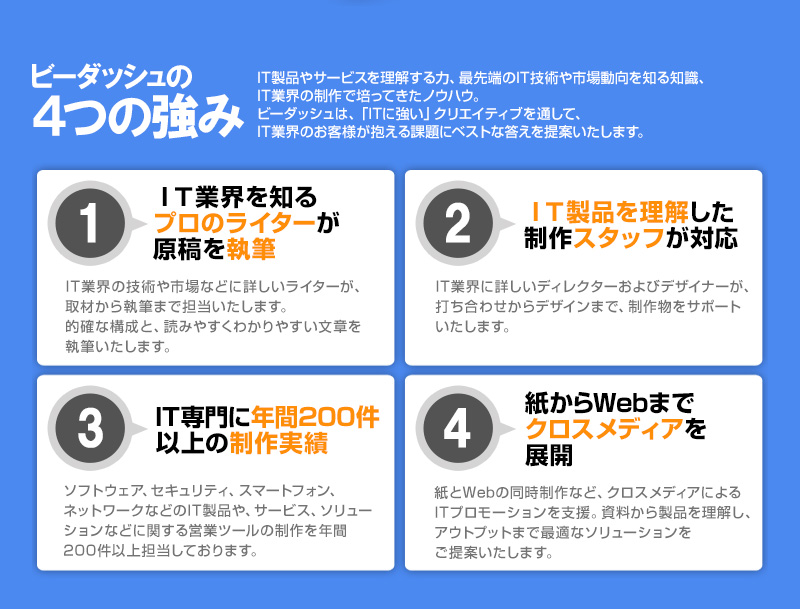 ビーダッシュの
4つの強み
IT製品やサービスを理解する力、最先端のIT技術や市場動向を知る知識、
IT業界の制作で培ってきたノウハウ。
ビーダッシュは、「ITに強い」クリエイティブを通して、
IT業界のお客様が抱える課題にベストな答えを提案いたします。
1
IT業界を知る
プロのライターが
原稿を執筆
IT業界の技術や市場などに詳しいライターが、
取材から執筆まで担当いたします。
的確な構成と、読みやすくわかりやすい文章を
執筆いたします。
2
IT製品を理解した
制作スタッフが対応
IT業界に詳しいディレクターおよびデザイナーが、
打ち合わせからデザインまで、制作物をサポート
いたします。
3
IT専門に年間200件
以上の制作実績
ソフトウェア、セキュリティ、スマートフォン、
ネットワークなどのIT製品や、サービス、ソリュー
ションなどに関する営業ツールの制作を年間
200件以上担当しております。
4
紙からWebまで
クロスメディアを
展開
紙とWebの同時制作など、クロスメディアによる
ITプロモーションを支援。資料から製品を理解し、
アウトプットまで最適なソリューションを
ご提案いたします。